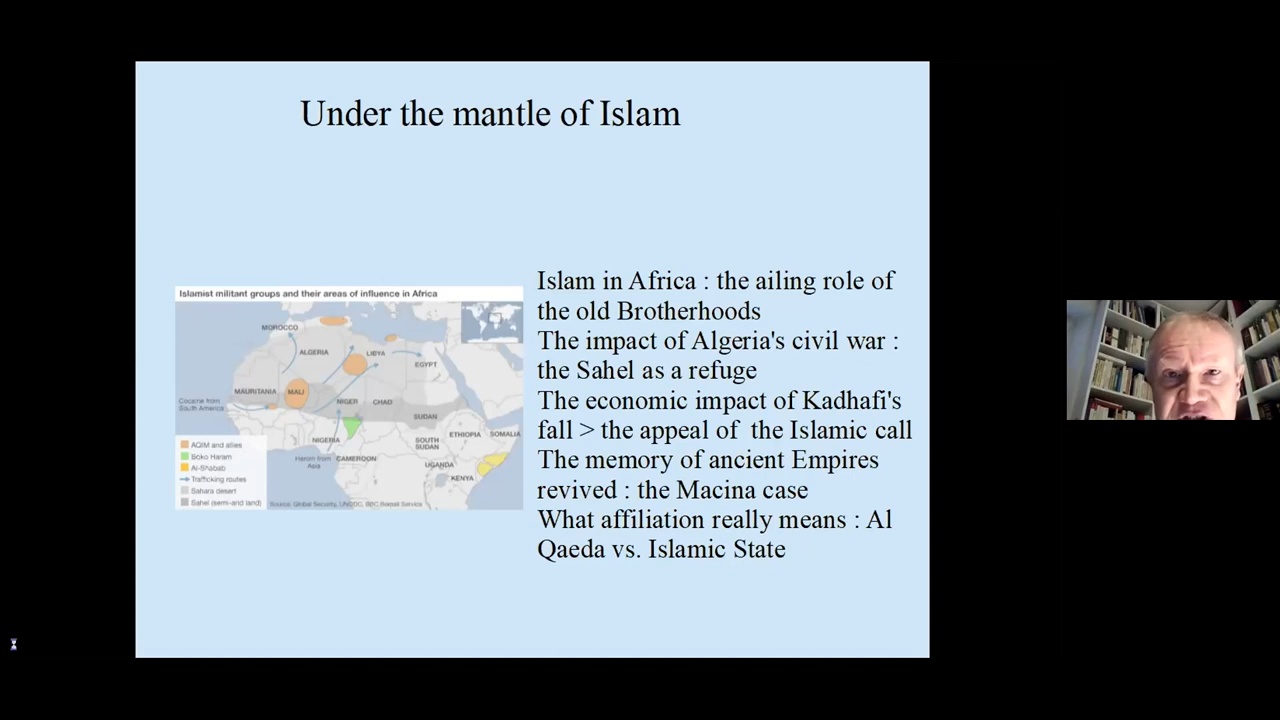 Under the mantle of Islam
Islamist militant groups and their areas of influence in Africa
MOROCCO
ALGERIA
LIBYA
EGYPT
MAURITANIA
MALI
NIGER
CHAD
SUDAN
Cocaine from
South America
NIGERIA
Heroin from
Asia
CAMEROON
SOUTH
SUDAN
ETHIOPIA
SOMALIA
UGANDA
KENYA
AQIM and allies
Boko Haram
Al-Shabab
Trafficking routes
Sahara desert
Sahel (semi-arid land)
Source: Global Security, UNODC, BBC
Islam in Africa : the ailing role of
the old Brotherhoods
The impact of Algeria's civil war :
the Sahel as a refuge
The economic impact of Kadhafi's
fall > the appeal of the Islamic call
The memory of ancient Empires
revived : the Macina case
What affiliation really means : Al
Qaeda vs. Islamic State